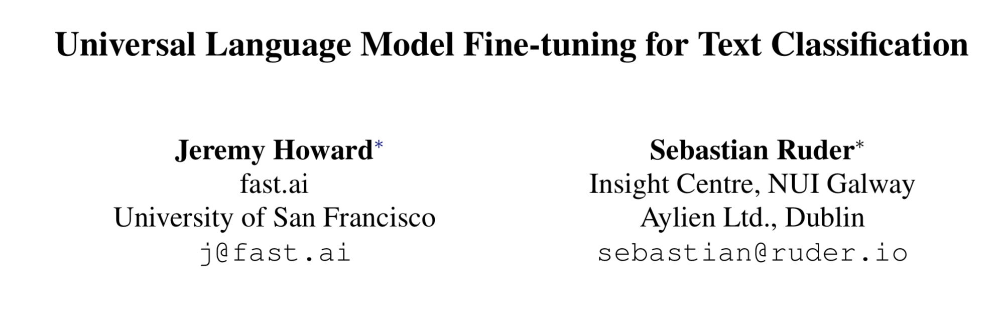 Universal Language Model Fine-tuning for Text Classification
Jeremy Howard*
fast.ai
University of San Francisco
j@fast.ai
Sebastian Ruder*
Insight Centre, NUI Galway
Aylien Ltd., Dublin
sebastian@ruder.io